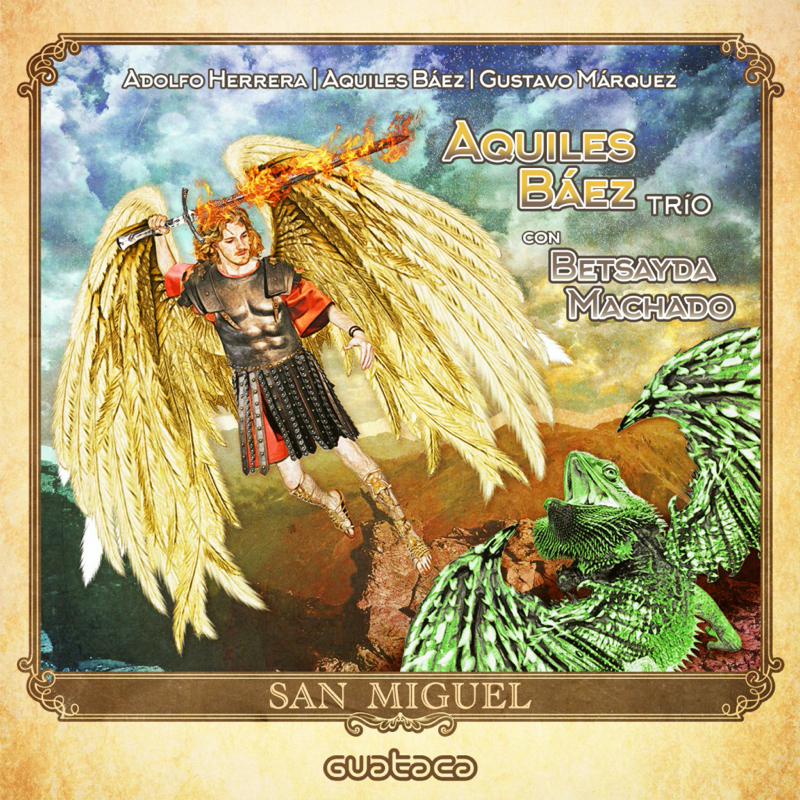 Adolfo Herrera | Aquiles Báez | Gustavo Márquez
Aquiles
Báez Trío
con
Betsayda
Machado
SAN MIGUEL
Guataca